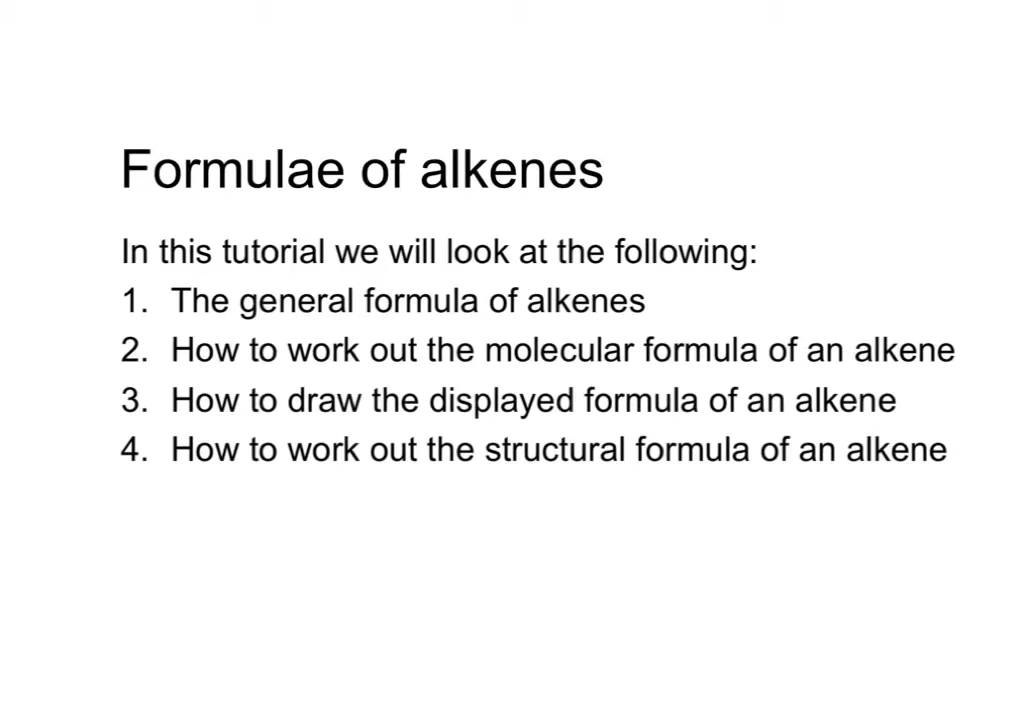 Formulae of alkenes
In this tutorial we will look at the following:
1. The general formula of alkenes
2. How to work out the molecular formula of an alkene
3. How to draw the displayed formula of an alkene
4. How to work out the structural formula of an alkene